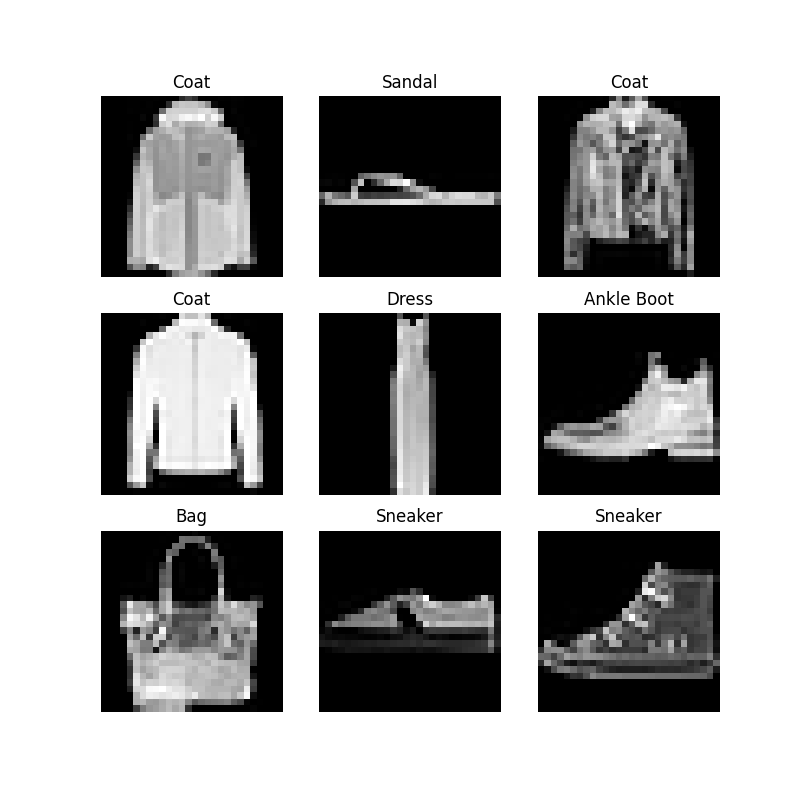 Coat
Sandal
Coat
Coat
Dress
Ankle Boot
Bag
Sneaker
Sneaker